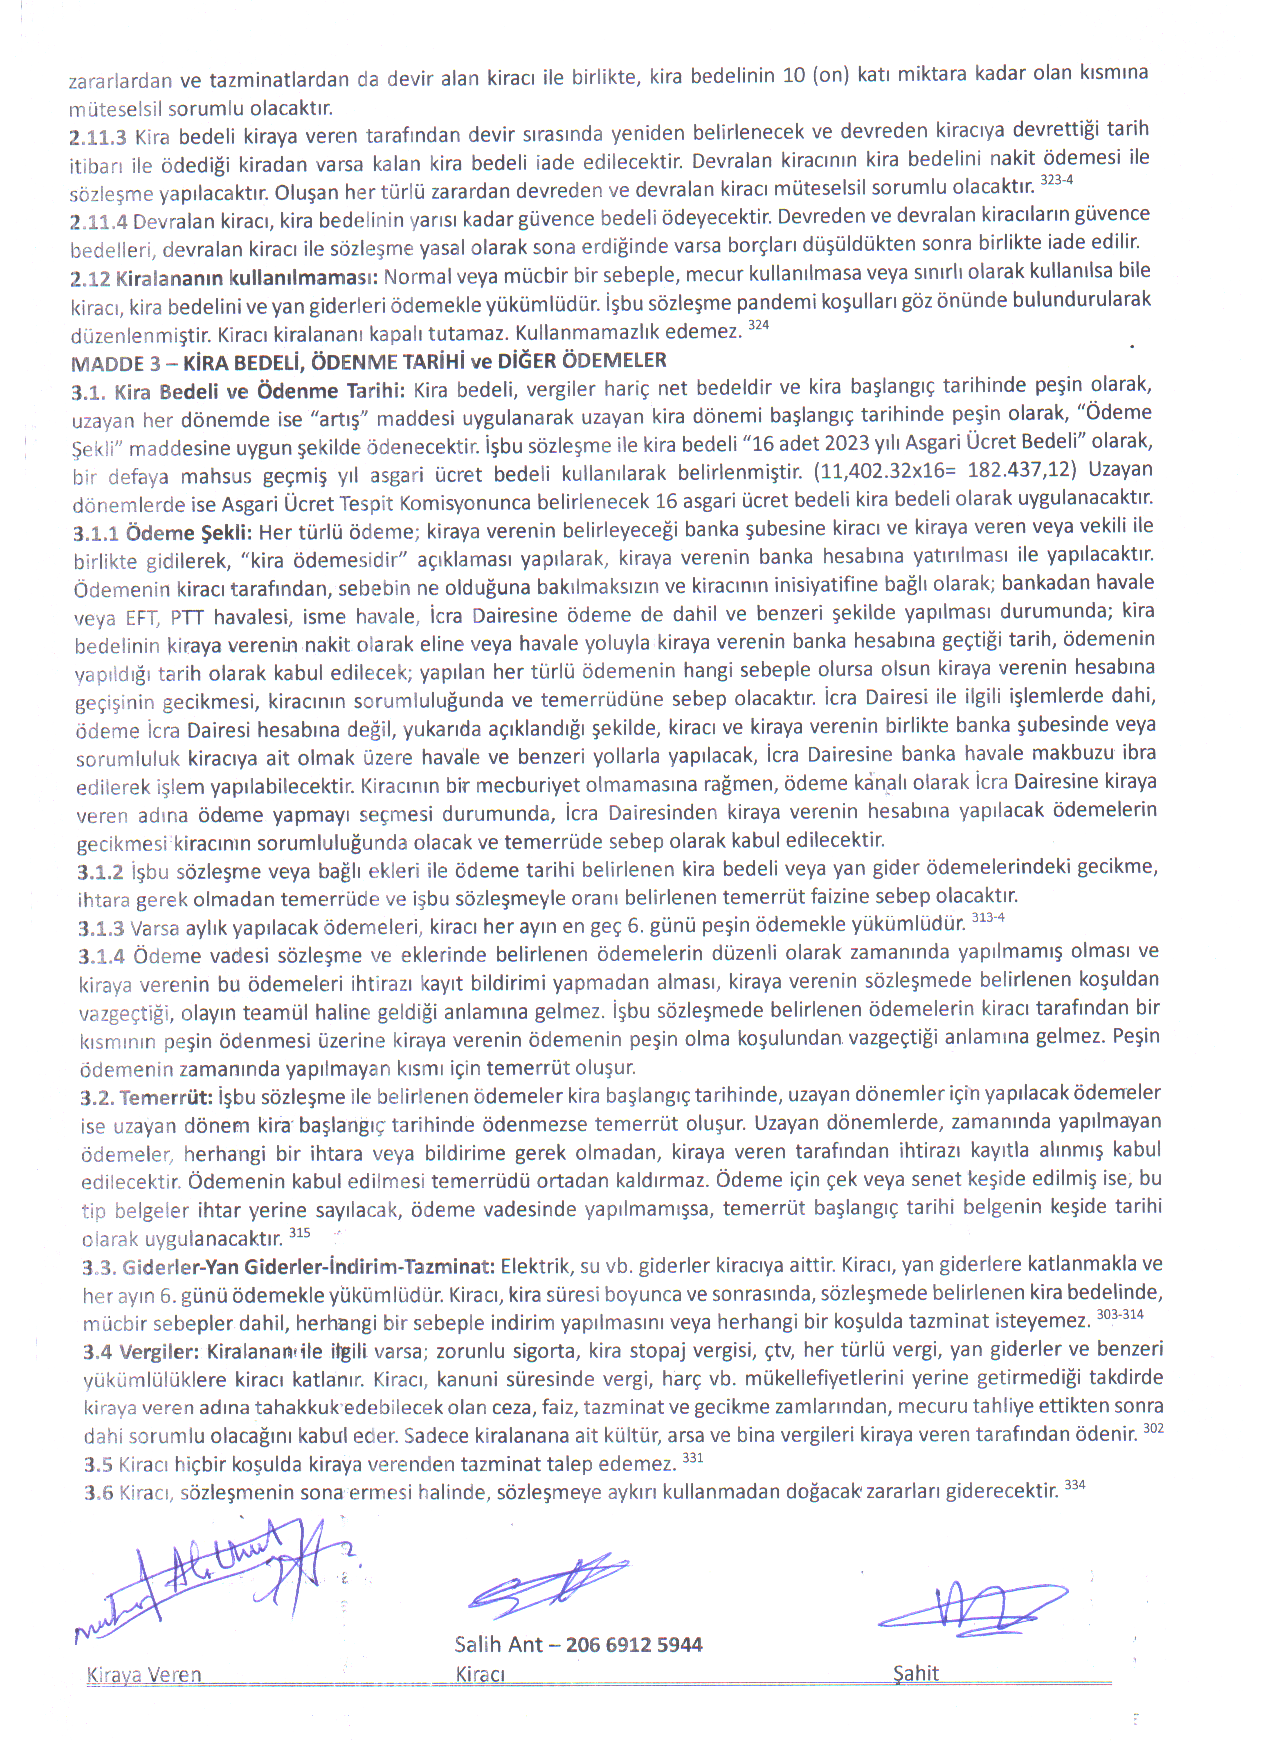 zararlardan ve tazminatlardan da devir alan kiracı ile birlikte, kira bedelinin 10 (on) katı miktara kadar olan kısmına
müteselsil sorumlu olacaktır.
2.11.3 Kira bedeli kiraya veren tarafından devir sırasında yeniden belirlenecek ve devreden kiracıya devrettiği tarih
itibarı ile ödediği kiradan varsa kalan kira bedeli iade edilecektir. Devralan kiracının kira bedelini nakit ödemesi ile
sözleşme yapılacaktır. Oluşan her türlü zarardan devreden ve devralan kiracı müteselsil sorumlu olacaktır. 323-4
2.11.4 Devralan kiracı, kira bedelinin yarısı kadar güvence bedeli ödeyecektir. Devreden ve devralan kiracıların güvence
bedelleri, devralan kiracı ile sözleşme yasal olarak sona erdiğinde varsa borçları düşüldükten sonra birlikte iade edilir.
2.12 Kiralananın kullanılmaması: Normal veya mücbir bir sebeple, mecur kullanılmasa veya sınırlı olarak kullanılsa bile
kiracı, kira bedelini ve yan giderleri ödemekle yükümlüdür. İşbu sözleşme pandemi koşulları göz önünde bulundurularak
düzenlenmiştir. Kiracı kiralananı kapalı tutamaz. Kullanmamazlık edemez. 324
MADDE 3 – KİRA BEDELİ, ÖDENME TARİHİ ve DİĞER ÖDEMELER
3.1. Kira Bedeli ve Ödenme Tarihi: Kira bedeli, vergiler hariç net bedeldir ve kira başlangıç tarihinde peşin olarak,
uzayan her dönemde ise “artış” maddesi uygulanarak uzayan kira dönemi başlangıç tarihinde peşin olarak, “Ödeme
Şekli” maddesine uygun şekilde ödenecektir. İşbu sözleşme ile kira bedeli “16 adet 2023 yılı Asgari Ücret Bedeli” olarak,
bir defaya mahsus geçmiş yıl asgari ücret bedeli kullanılarak belirlenmiştir. (11,402.32x16= 182.437,12) Uzayan
dönemlerde ise Asgari Ücret Tespit Komisyonunca belirlenecek 16 asgari ücret bedeli kira bedeli olarak uygulanacaktır.
3.1.1 Ödeme Şekli: Her türlü ödeme; kiraya verenin belirleyeceği banka şubesine kiracı ve kiraya veren veya vekili ile
birlikte gidilerek, “kira ödemesidir” açıklaması yapılarak, kiraya verenin banka hesabına yatırılması ile yapılacaktır.
Ödemenin kiracı tarafından, sebebin ne olduğuna bakılmaksızın ve kiracının inisiyatifine bağlı olarak; bankadan havale
veya EFT, PTT havalesi, isme havale, İcra Dairesine ödeme de dahil ve benzeri şekilde yapılması durumunda; kira
bedelinin kiraya verenin nakit olarak eline veya havale yoluyla kiraya verenin banka hesabına geçtiği tarih, ödemenin
yapıldığı tarih olarak kabul edilecek; yapılan her türlü ödemenin hangi sebeple olursa olsun kiraya verenin hesabına
geçişinin gecikmesi, kiracının sorumluluğunda ve temerrüdüne sebep olacaktır. İcra Dairesi ile ilgili işlemlerde dahi,
ödeme İcra Dairesi hesabına değil, yukarıda açıklandığı şekilde, kiracı ve kiraya verenin birlikte banka şubesinde veya
sorumluluk kiracıya ait olmak üzere havale ve benzeri yollarla yapılacak, İcra Dairesine banka havale makbuzu ibra
edilerek işlem yapılabilecektir. Kiracının bir mecburiyet olmamasına rağmen, ödeme kanalı olarak İcra Dairesine kiraya
veren adına ödeme yapmayı seçmesi durumunda, İcra Dairesinden kiraya verenin hesabına yapılacak ödemelerin
gecikmesi kiracının sorumluluğunda olacak ve temerrüde sebep olarak kabul edilecektir.
3.1.2 İşbu sözleşme veya bağlı ekleri ile ödeme tarihi belirlenen kira bedeli veya yan gider ödemelerindeki gecikme,
ihtara gerek olmadan temerrüde ve işbu sözleşmeyle oranı belirlenen temerrüt faizine sebep olacaktır.
3.1.3 Varsa aylık yapılacak ödemeleri, kiracı her ayın en geç 6. günü peşin ödemekle yükümlüdür. 313-4
3.1.4 Ödeme vadesi sözleşme ve eklerinde belirlenen ödemelerin düzenli olarak zamanında yapılmamış olması ve
kiraya verenin bu ödemeleri ihtirazı kayıt bildirimi yapmadan alması, kiraya verenin sözleşmede belirlenen koşuldan
vazgeçtiği, olayın teamül haline geldiği anlamına gelmez. İşbu sözleşmede belirlenen ödemelerin kiracı tarafından bir
kısmının peşin ödenmesi üzerine kiraya verenin ödemenin peşin olma koşulundan vazgeçtiği anlamına gelmez. Peşin
ödemenin zamanında yapılmayan kısmı için temerrüt oluşur.
3.2. Temerrüt: İşbu sözleşme ile belirlenen ödemeler kira başlangıç tarihinde, uzayan dönemler için yapılacak ödemeler
ise uzayan dönem kira başlangıç tarihinde ödenmezse temerrüt oluşur. Uzayan dönemlerde, zamanında yapılmayan
ödemeler, herhangi bir ihtara veya bildirime gerek olmadan, kiraya veren tarafından ihtirazı kayıtla alınmış kabul
edilecektir. Ödemenin kabul edilmesi temerrüdü ortadan kaldırmaz. Ödeme için çek veya senet keşide edilmiş ise, bu
tip belgeler ihtar yerine sayılacak, ödeme vadesinde yapılmamışsa, temerrüt başlangıç tarihi belgenin keşide tarihi
olarak uygulanacaktır. 315
3.3. Giderler-Yan Giderler-İndirim-Tazminat: Elektrik, su vb. giderler kiracıya aittir. Kiracı, yan giderlere katlanmakla ve
her ayın 6. günü ödemekle yükümlüdür. Kiracı, kira süresi boyunca ve sonrasında, sözleşmede belirlenen kira bedelinde,
mücbir sebepler dahil, herhangi bir sebeple indirim yapılmasını veya herhangi bir koşulda tazminat isteyemez. 303-314
3.4 Vergiler: Kiralanan ile ilgili varsa; zorunlu sigorta, kira stopaj vergisi, çtv, her türlü vergi, yan giderler ve benzeri
yükümlülüklere kiracı katlanır. Kiracı, kanuni süresinde vergi, harç vb. mükellefiyetlerini yerine getirmediği takdirde
kiraya veren adına tahakkuk edebilecek olan ceza, faiz, tazminat ve gecikme zamlarından, mecuru tahliye ettikten sonra
dahi sorumlu olacağını kabul eder. Sadece kiralanana ait kültür, arsa ve bina vergileri kiraya veren tarafından ödenir. 302
3.5 Kiracı hiçbir koşulda kiraya verenden tazminat talep edemez. 331
3.6 Kiracı, sözleşmenin sona ermesi halinde, sözleşmeye aykırı kullanmadan doğacak zararları giderecektir. 334
Salih Ant – 206 6912 5944
Kiraya Veren Kiracı Şahit